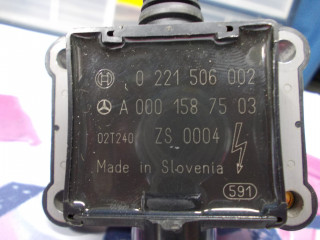 0 221 506 002
A 000 158 75 03
02T240 ZS 0004
Made in Slovenia
591